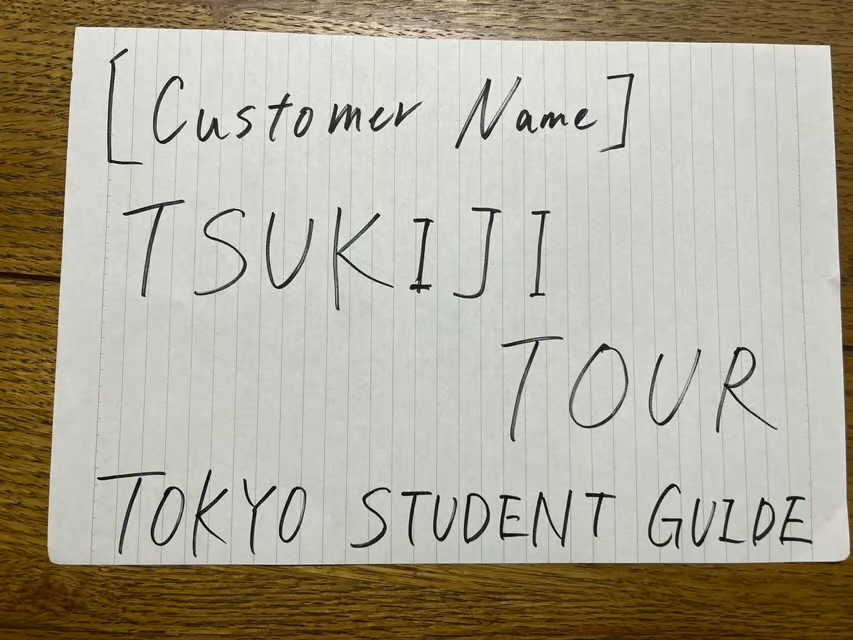 [Customer Name]
TSUKIJI
TOUR
TOKYO STUDENT GUIDE